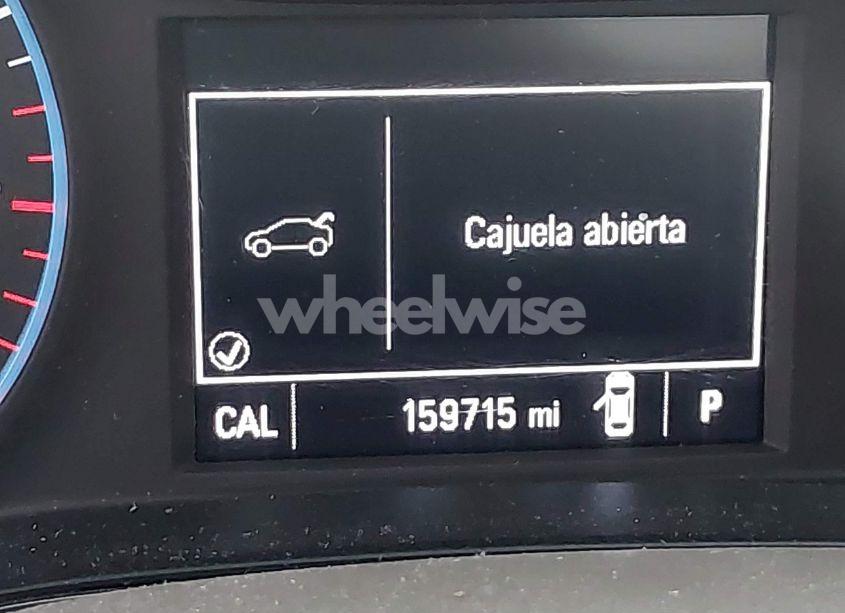 Cajuela abierta
wheelwise
CAL 159715 mi P